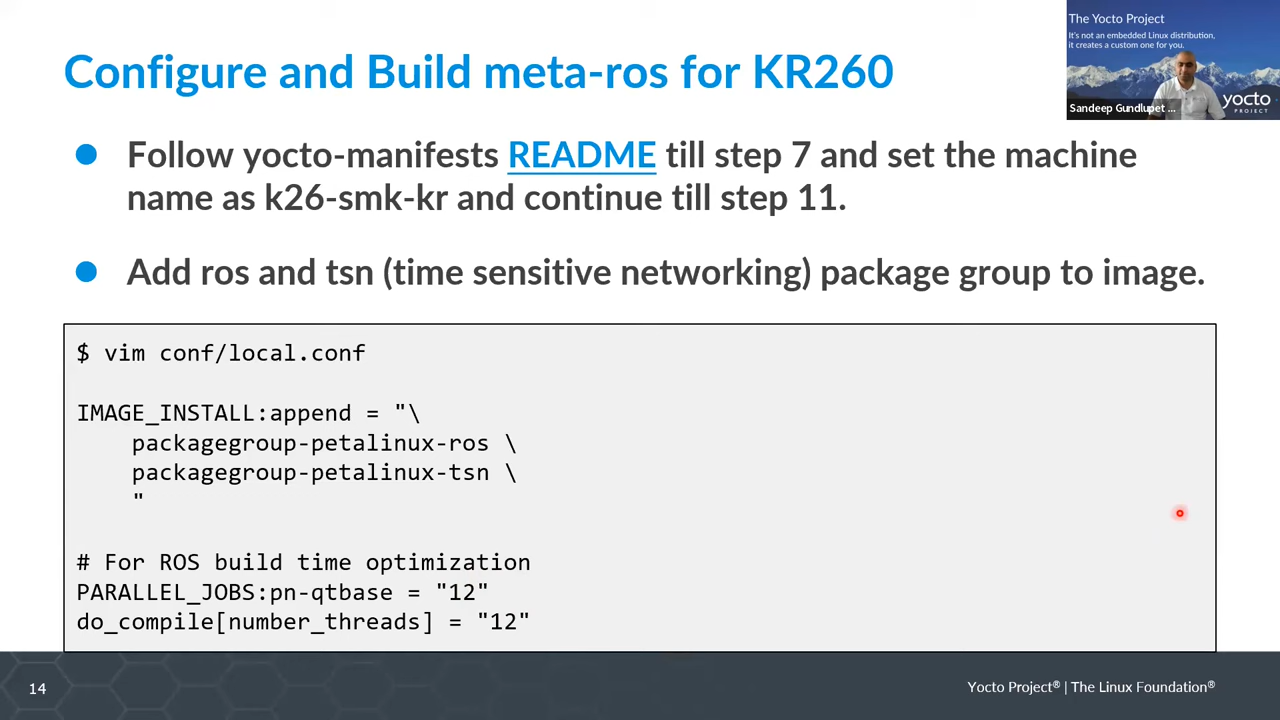 The Yocto Project
It's not an embedded Linux distribution,
it creates a custom one for you.
Configure and Build meta-ros for KR260
Sandeep Gundlupet ...
yocto
PROJECT
Follow yocto-manifests README till step 7 and set the machine
name as k26-smk-kr and continue till step 11.
Add ros and tsn (time sensitive networking) package group to image.
$ vim conf/local.conf
IMAGE_INSTALL:append = "\
packagegroup-petalinux-ros \
packagegroup-petalinux-tsn \
"
# For ROS build time optimization
PARALLEL_JOBS:pn-qtbase = "12"
do_compile[number_threads] = "12"
14
Yocto Project® | The Linux Foundation®